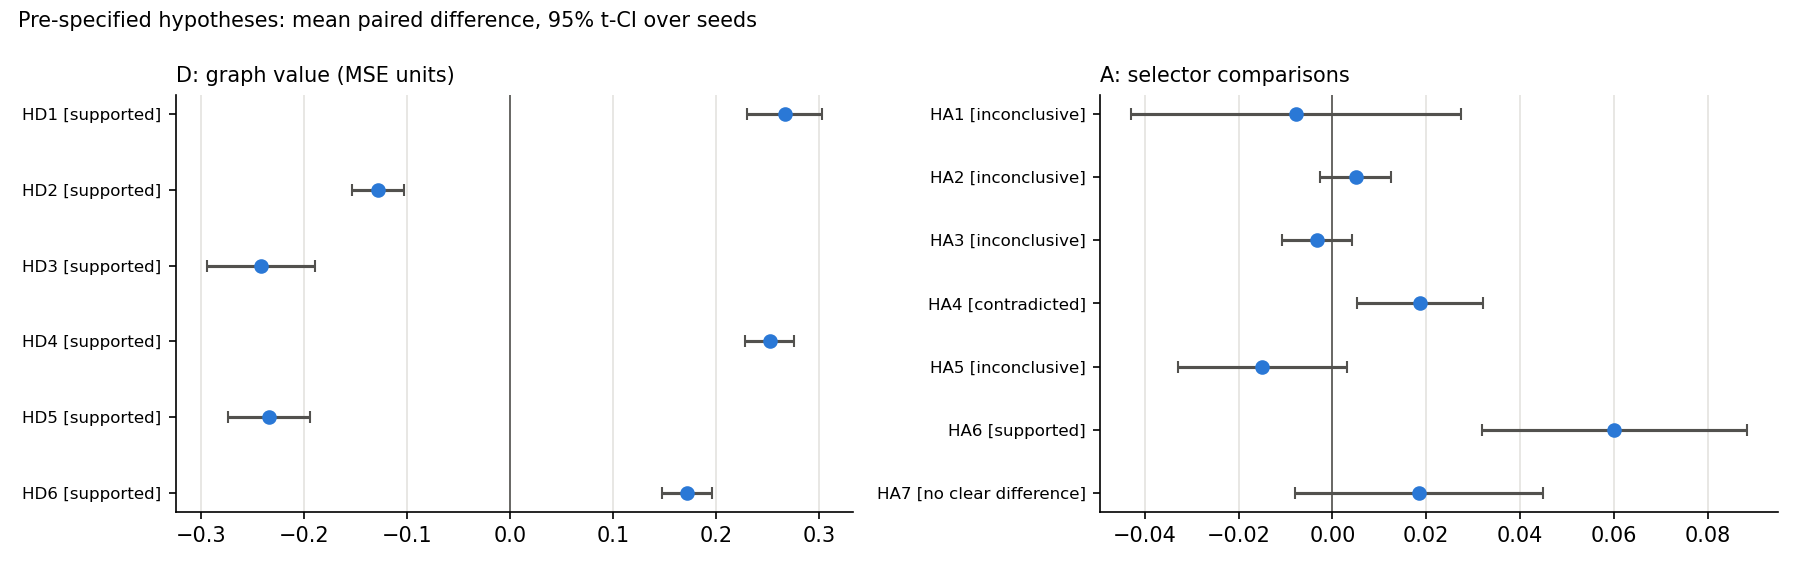 Pre-specified hypotheses: mean paired difference, 95% t-CI over seeds
D: graph value (MSE units)
HD1 [supported]
HD2 [supported]
HD3 [supported]
HD4 [supported]
HD5 [supported]
HD6 [supported]
−0.3 −0.2 −0.1 0.0 0.1 0.2 0.3
A: selector comparisons
HA1 [inconclusive]
HA2 [inconclusive]
HA3 [inconclusive]
HA4 [contradicted]
HA5 [inconclusive]
HA6 [supported]
HA7 [no clear difference]
−0.04 −0.02 0.00 0.02 0.04 0.06 0.08